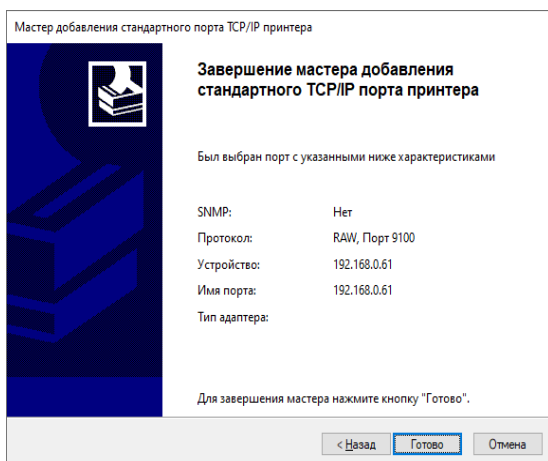 Мастер добавления стандартного порта TCP/IP принтера
Завершение мастера добавления
стандартного TCP/IP порта принтера
Был выбран порт с указанными ниже характеристиками
SNMP: Нет
Протокол: RAW, Порт 9100
Устройство: 192.168.0.61
Имя порта: 192.168.0.61
Тип адаптера:
Для завершения мастера нажмите кнопку "Готово".
< Назад Готово Отмена